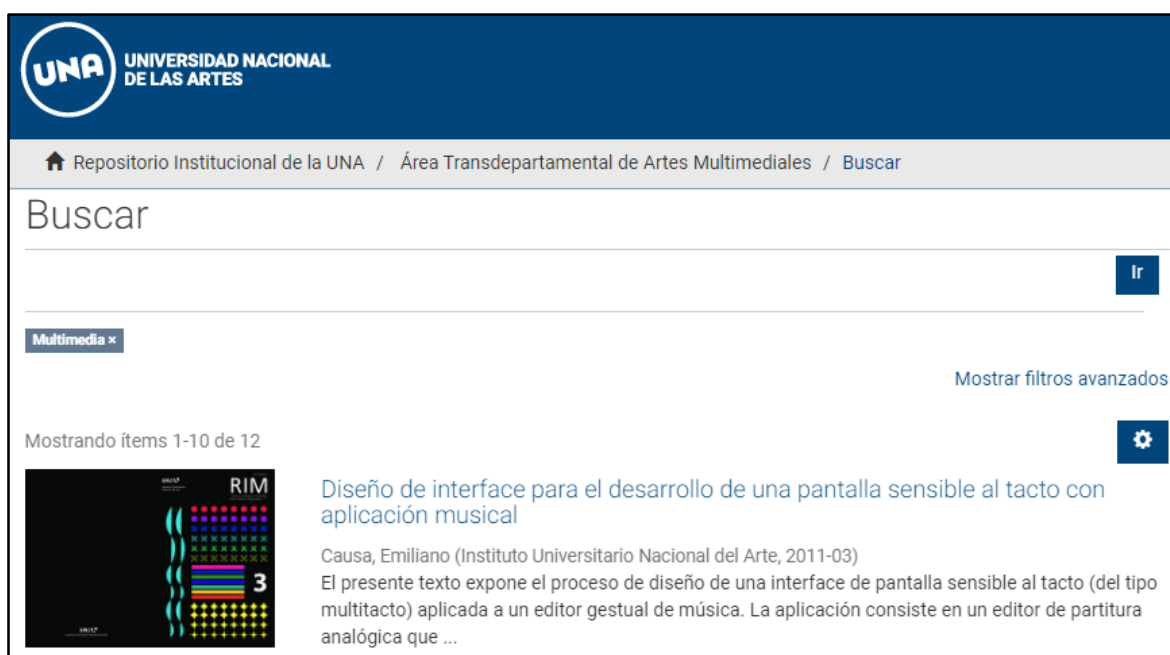 UNA
UNIVERSIDAD NACIONAL
DE LAS ARTES
Repositorio Institucional de la UNA / Área Transdepartamental de Artes Multimediales / Buscar
Buscar
Ir
Multimedia ×
Mostrar filtros avanzados
Mostrando ítems 1-10 de 12
RIM
3
Diseño de interface para el desarrollo de una pantalla sensible al tacto con
aplicación musical
Causa, Emiliano (Instituto Universitario Nacional del Arte, 2011-03)
El presente texto expone el proceso de diseño de una interface de pantalla sensible al tacto (del tipo
multitacto) aplicada a un editor gestual de música. La aplicación consiste en un editor de partitura
analógica que ...